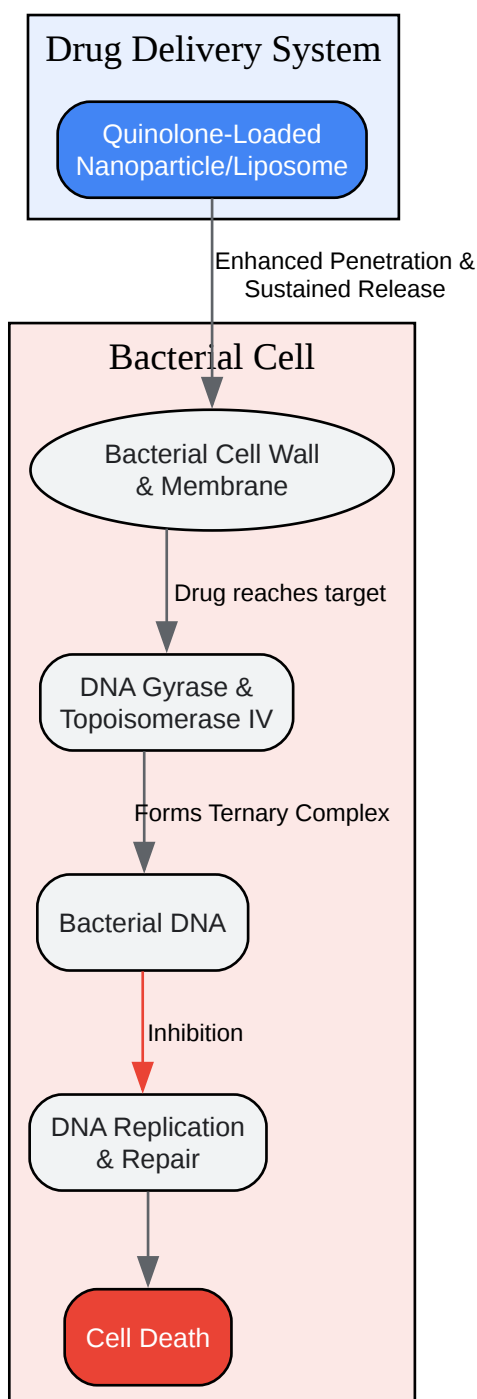 Drug Delivery System
Quinolone-Loaded
Nanoparticle/Liposome
Enhanced Penetration &
Sustained Release
Bacterial Cell
Bacterial Cell Wall
& Membrane
Drug reaches target
DNA Gyrase &
Topoisomerase IV
Forms Ternary Complex
Bacterial DNA
Inhibition
DNA Replication
& Repair
Cell Death